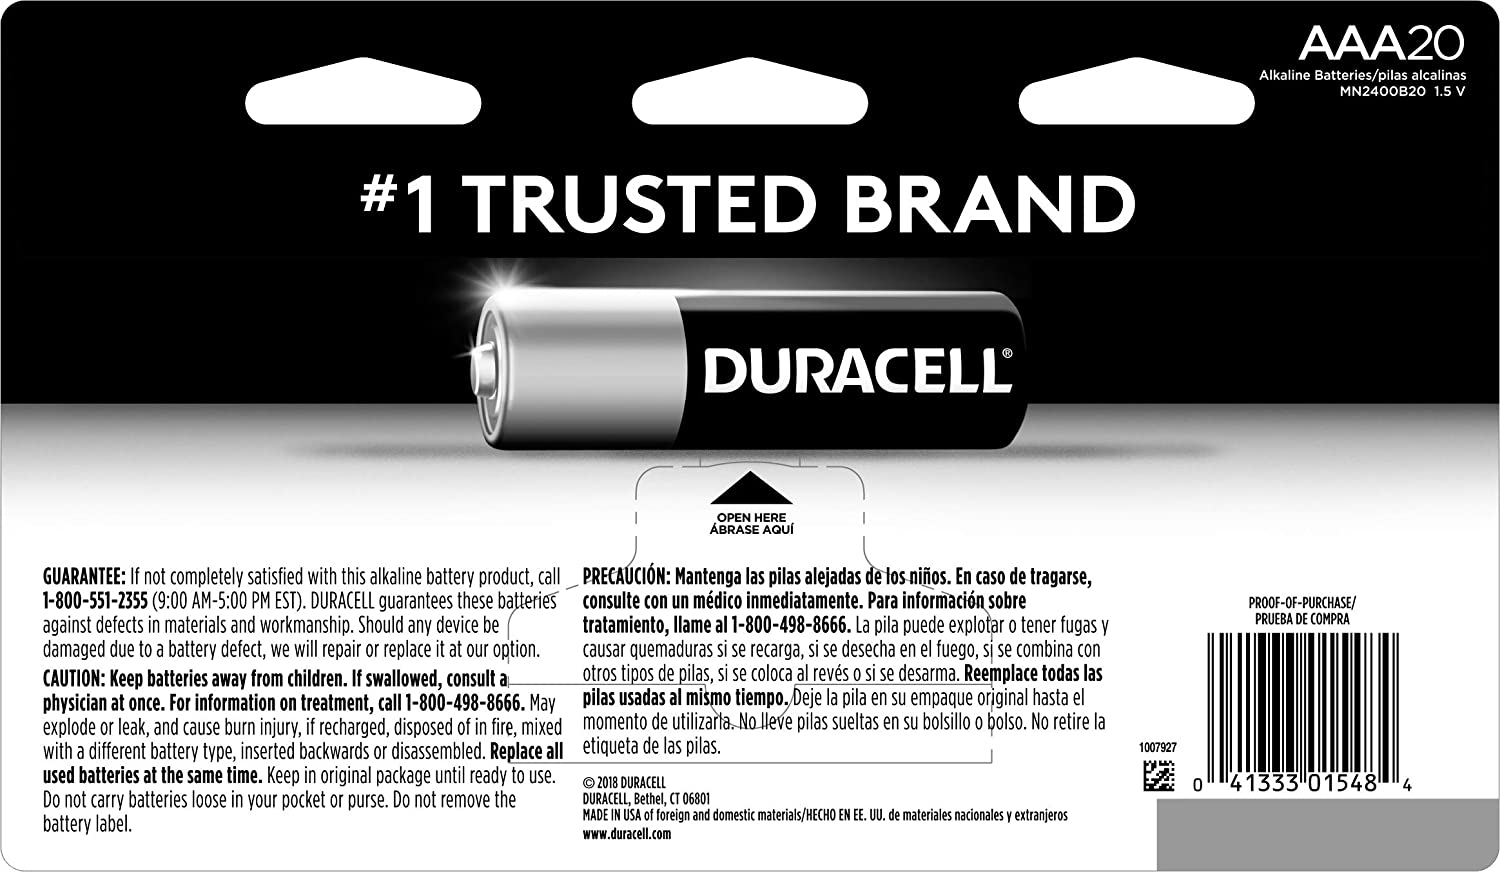 AAA20
Alkaline Batteries/pilas alcalinas
MN2400B20 1.5 V
#1 TRUSTED BRAND
DURACELL®
OPEN HERE
ÁBRASE AQUÍ
GUARANTEE: If not completely satisfied with this alkaline battery product, call
1-800-551-2355 (9:00 AM-5:00 PM EST). DURACELL guarantees these batteries
against defects in materials and workmanship. Should any device be
damaged due to a battery defect, we will repair or replace it at our option.
CAUTION: Keep batteries away from children. If swallowed, consult a
physician at once. For information on treatment, call 1-800-498-8666. May
explode or leak, and cause burn injury, if recharged, disposed of in fire, mixed
with a different battery type, inserted backwards or disassembled. Replace all
used batteries at the same time. Keep in original package until ready to use.
Do not carry batteries loose in your pocket or purse. Do not remove the
battery label.
PRECAUCIÓN: Mantenga las pilas alejadas de los niños. En caso de tragarse,
consulte con un médico inmediatamente. Para información sobre
tratamiento, llame al 1-800-498-8666. La pila puede explotar o tener fugas y
causar quemaduras si se recarga, si se desecha en el fuego, si se combina con
otros tipos de pilas, si se coloca al revés o si se desarma. Reemplace todas las
pilas usadas al mismo tiempo. Deje la pila en su empaque original hasta el
momento de utilizarla. No lleve pilas sueltas en su bolsillo o bolso. No retire la
etiqueta de las pilas.
© 2018 DURACELL
DURACELL, Bethel, CT 06801
MADE IN USA of foreign and domestic materials/HECHO EN EE. UU. de materiales nacionales y extranjeros
www.duracell.com
PROOF-OF-PURCHASE/
PRUEBA DE COMPRA
1007927
0 41333 01548 4